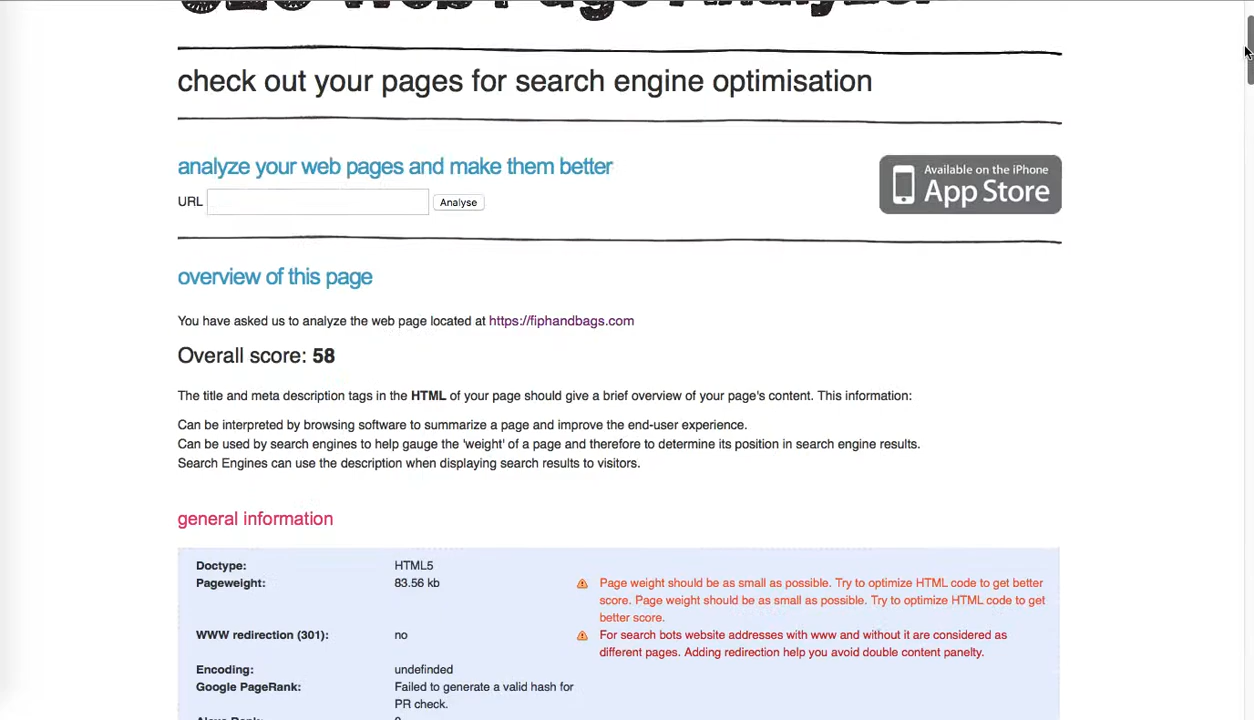 SEO Web Page Analyzer
check out your pages for search engine optimisation
analyze your web pages and make them better
URL
Analyse
Available on the iPhone
App Store
overview of this page
You have asked us to analyze the web page located at https://fiphandbags.com
Overall score: 58
The title and meta description tags in the HTML of your page should give a brief overview of your page's content. This information:
Can be interpreted by browsing software to summarize a page and improve the end-user experience.
Can be used by search engines to help gauge the 'weight' of a page and therefore to determine its position in search engine results.
Search Engines can use the description when displaying search results to visitors.
general information
Doctype: HTML5
Pageweight: 83.56 kb Page weight should be as small as possible. Try to optimize HTML code to get better
score. Page weight should be as small as possible. Try to optimize HTML code to get
better score.
WWW redirection (301): no For search bots website addresses with www and without it are considered as
different pages. Adding redirection help you avoid double content panelty.
Encoding: undefinded
Google PageRank: Failed to generate a valid hash for
PR check.